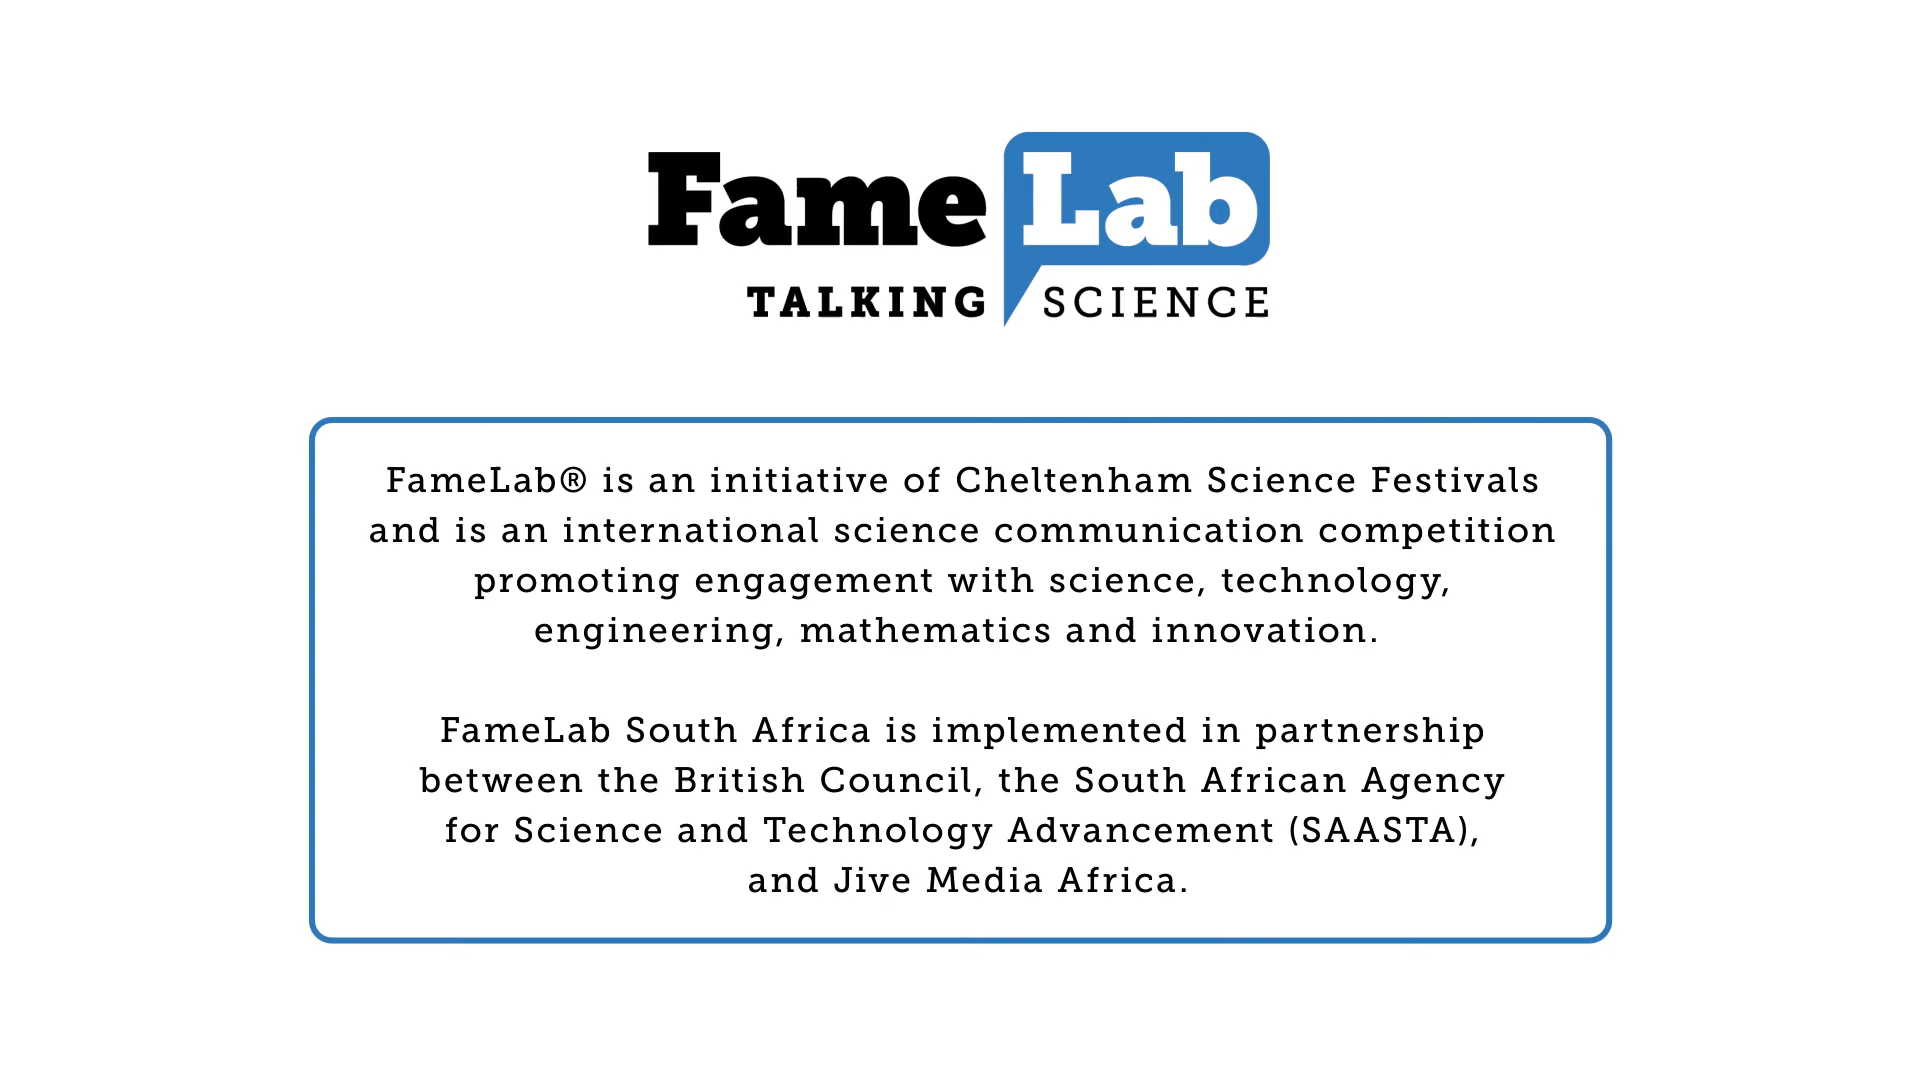 Fame Lab
TALKING SCIENCE
FameLab® is an initiative of Cheltenham Science Festivals
and is an international science communication competition
promoting engagement with science, technology,
engineering, mathematics and innovation.
FameLab South Africa is implemented in partnership
between the British Council, the South African Agency
for Science and Technology Advancement (SAASTA),
and Jive Media Africa.